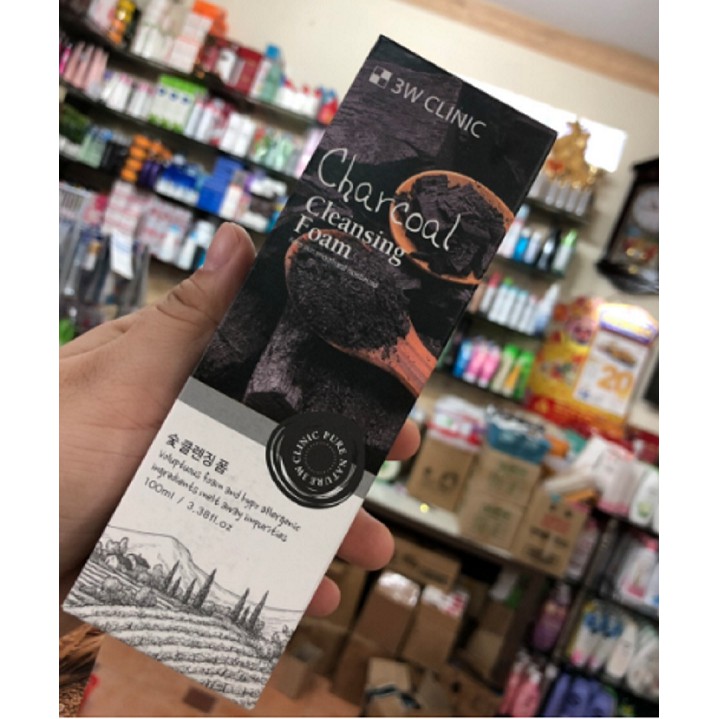 3W CLINIC
Charcoal
Cleansing
Foam
3W CLINIC PURE NATURE
숯 클렌징 폼
Voluptuous foam and hypo allergenic
ingredients melt away impurities
100ml / 3.38fl.oz
20